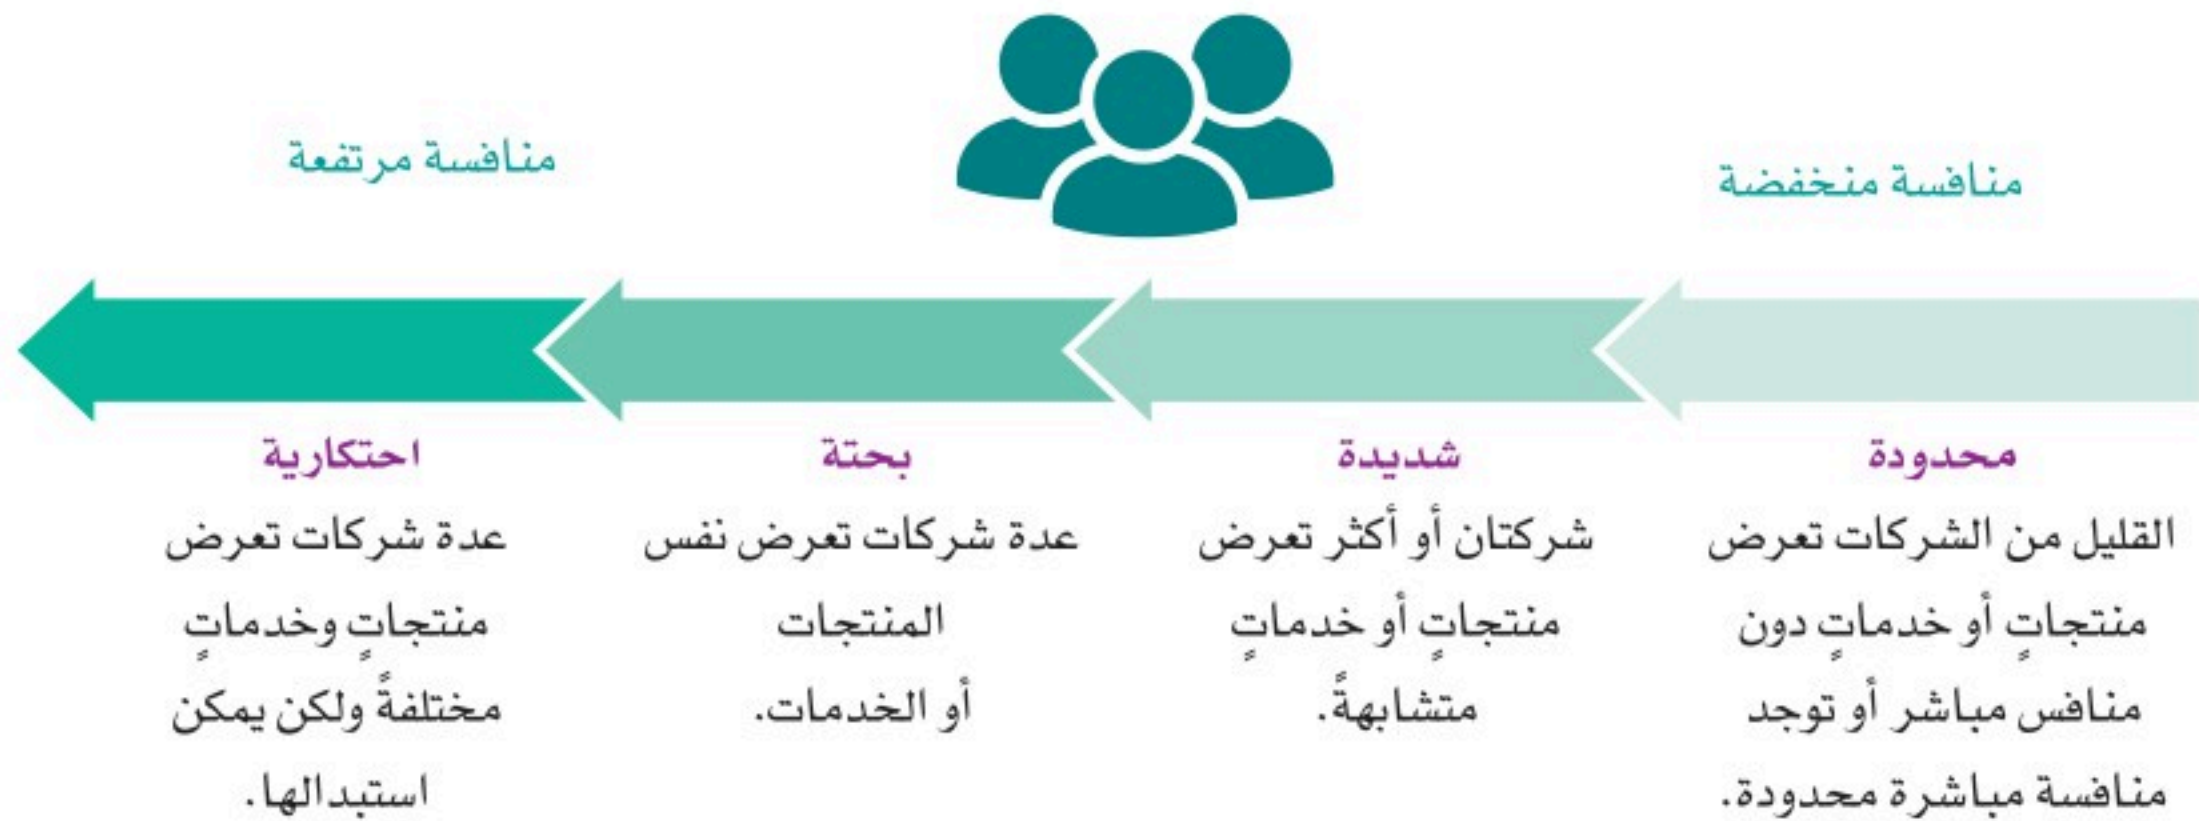 منافسة منخفضة
منافسة مرتفعة
محدودة
القليل من الشركات تعرض
منتجاتٍ أو خدماتٍ دون
منافس مباشر أو توجد
منافسة مباشرة محدودة.
شديدة
شركتان أو أكثر تعرض
منتجاتٍ أو خدماتٍ
متشابهةً.
بحتة
عدة شركات تعرض نفس
المنتجات
أو الخدمات.
احتكارية
عدة شركات تعرض
منتجاتٍ وخدماتٍ
مختلفةً ولكن يمكن
استبدالها.